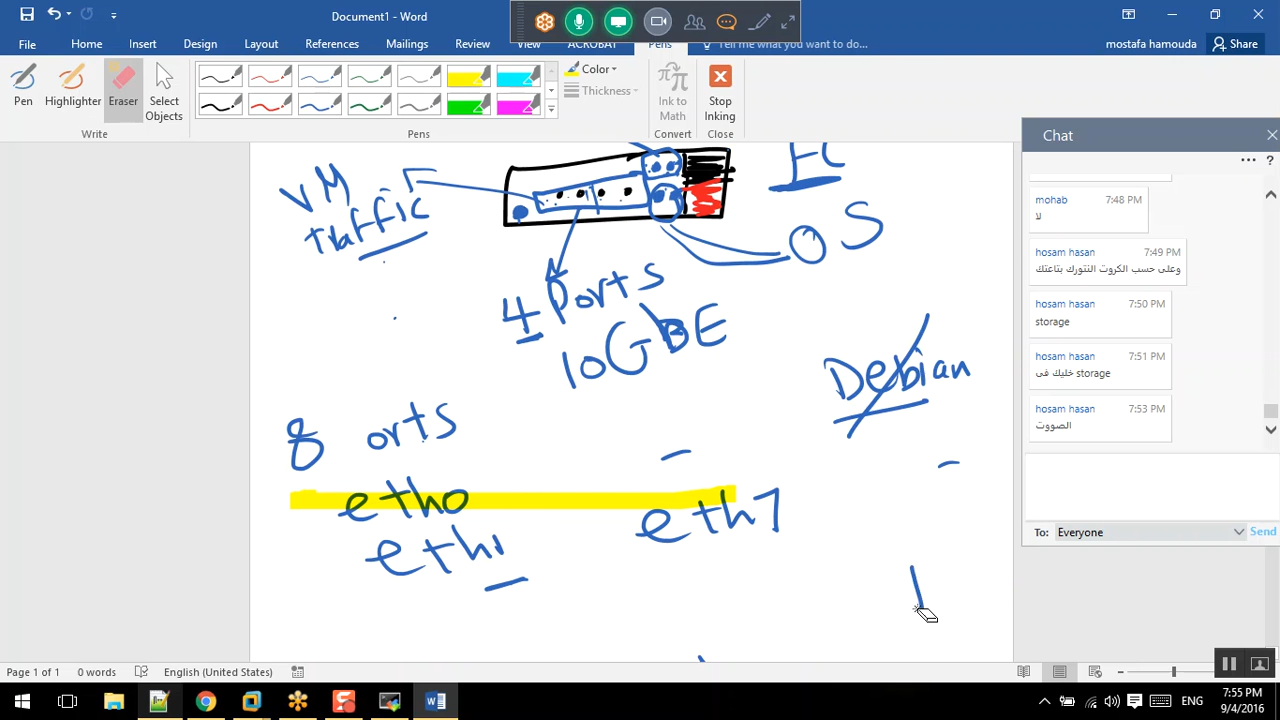 Document1 - Word
mostafa hamouda
Share
File
Home
Insert
Design
Layout
References
Mailings
Review
ACROBAT
Pens
Tell me what you want to do...
Pen
Highlighter
Eraser
Select Objects
Color
Thickness
Ink to Math
Stop Inking
Write
Pens
Convert
Close
VM
traffic
OS
4 Ports
10GBE
Debian
8 orts
eth0
eth1
eth7
Chat
mohab 7:48 PM
لا
hosam hasan 7:49 PM
وعلى حسب الكروت النتورك بتاعتك
hosam hasan 7:50 PM
storage
hosam hasan 7:51 PM
خليك فى storage
hosam hasan 7:53 PM
الصووت
To: Everyone Send
Page 1 of 1
0 words
English (United States)
ENG
7:55 PM
9/4/2016